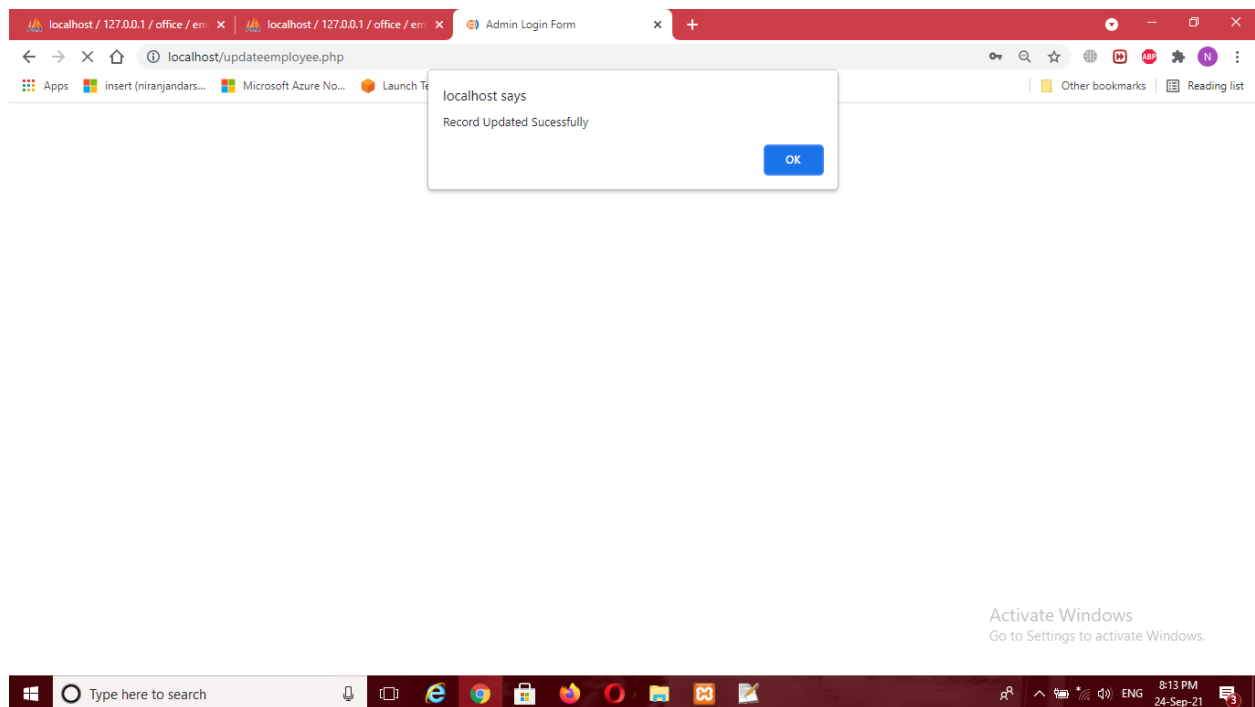 localhost / 127.0.0.1 / office / em
localhost / 127.0.0.1 / office / em
Admin Login Form
localhost/updateemployee.php
ABP
N
Apps
insert (niranjandars...
Microsoft Azure No...
Launch Te
Other bookmarks
Reading list
localhost says
Record Updated Sucessfully
OK
Activate Windows
Go to Settings to activate Windows.
Type here to search
ENG
8:13 PM
24-Sep-21
3